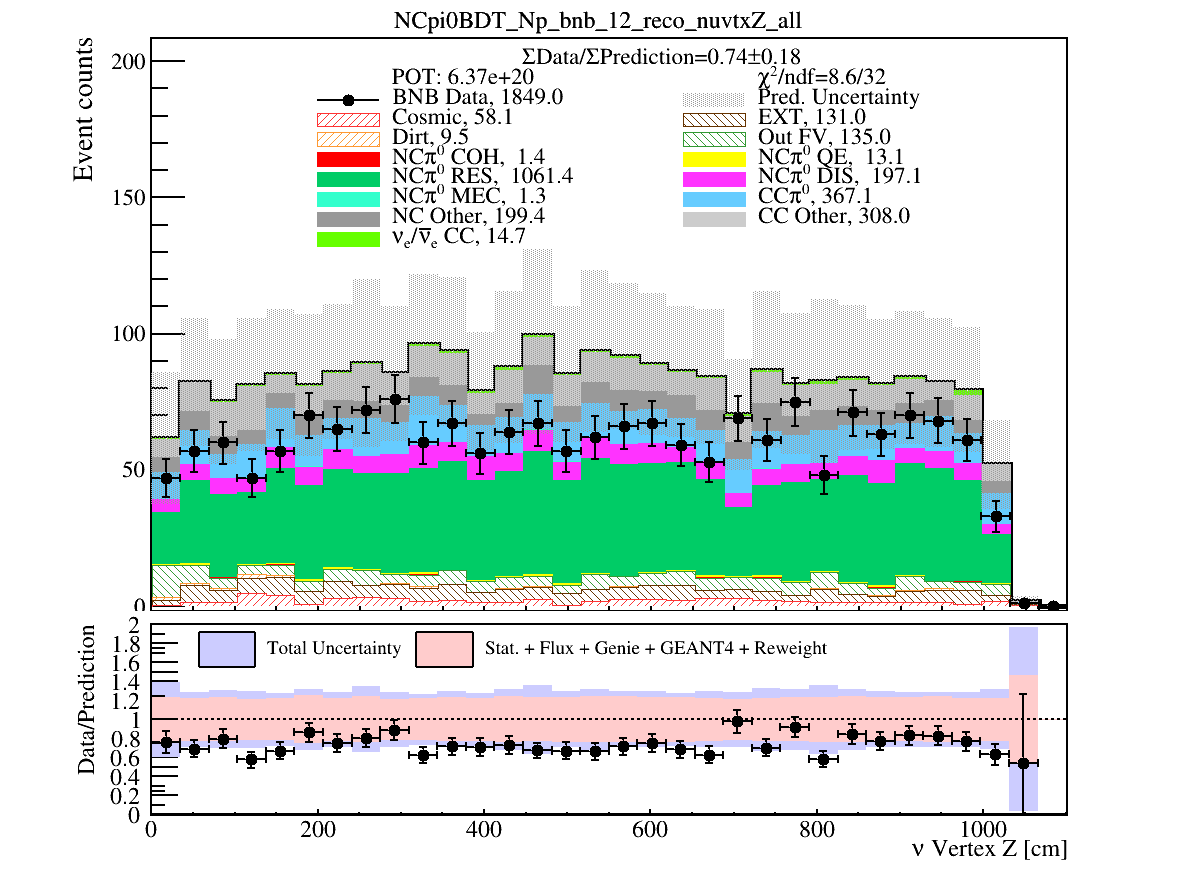 NCpi0BDT_Np_bnb_12_reco_nuvtxZ_all
ΣData/ΣPrediction=0.74±0.18
POT: 6.37e+20
χ²/ndf=8.6/32
BNB Data, 1849.0
Pred. Uncertainty
Cosmic, 58.1
EXT, 131.0
Dirt, 9.5
Out FV, 135.0
NCπ⁰ COH, 1.4
NCπ⁰ QE, 13.1
NCπ⁰ RES, 1061.4
NCπ⁰ DIS, 197.1
NCπ⁰ MEC, 1.3
CCπ⁰, 367.1
NC Other, 199.4
CC Other, 308.0
νₑ/ν̅ₑ CC, 14.7
Event counts
200
150
100
50
0
Total Uncertainty
Stat. + Flux + Genie + GEANT4 + Reweight
Data/Prediction
2
1.8
1.6
1.4
1.2
1
0.8
0.6
0.4
0.2
0
0 200 400 600 800 1000
ν Vertex Z [cm]